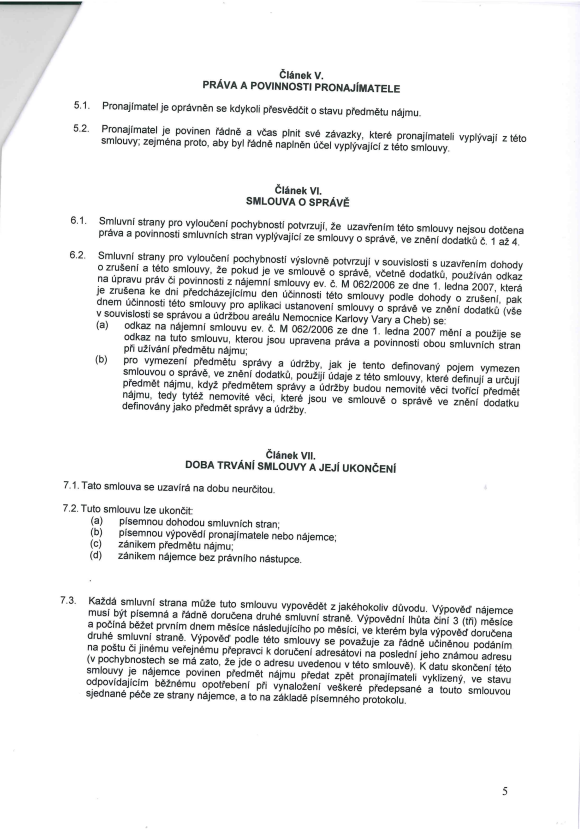 Článek V.
PRÁVA A POVINNOSTI PRONAJÍMATELE
5.1. Pronajímatel je oprávněn se kdykoli přesvědčit o stavu předmětu nájmu.
5.2. Pronajímatel je povinen řádně a včas plnit své závazky, které pronajímateli vyplývají z této
smlouvy; zejména proto, aby byl řádně naplněn účel vyplývající z této smlouvy.
Článek VI.
SMLOUVA O SPRÁVĚ
6.1. Smluvní strany pro vyloučení pochybností potvrzují, že uzavřením této smlouvy nejsou dotčena
práva a povinnosti smluvních stran vyplývající ze smlouvy o správě, ve znění dodatků č. 1 až 4.
6.2. Smluvní strany pro vyloučení pochybností výslovně potvrzují v souvislosti s uzavřením dohody
o zrušení a této smlouvy, že pokud je ve smlouvě o správě, včetně dodatků, používán odkaz
na úpravu práv či povinností z nájemní smlouvy ev. č. M 062/2006 ze dne 1. ledna 2007, která
je zrušena ke dni předcházejícímu den účinnosti této smlouvy podle dohody o zrušení, pak
dnem účinnosti této smlouvy pro aplikaci ustanovení smlouvy o správě ve znění dodatků (vše
v souvislosti se správou a údržbou areálu Nemocnice Karlovy Vary a Cheb) se:
(a) odkaz na nájemní smlouvu ev. č. M 062/2006 ze dne 1. ledna 2007 mění a použije se
odkaz na tuto smlouvu, kterou jsou upravena práva a povinnosti obou smluvních stran
při užívání předmětu nájmu;
(b) pro vymezení předmětu správy a údržby, jak je tento definovaný pojem vymezen
smlouvou o správě, ve znění dodatků, použijí údaje z této smlouvy, které definují a určují
předmět nájmu, když předmětem správy a údržby budou nemovité věci tvořící předmět
nájmu, tedy tytéž nemovité věci, které jsou ve smlouvě o správě ve znění dodatku
definovány jako předmět správy a údržby.
Článek VII.
DOBA TRVÁNÍ SMLOUVY A JEJÍ UKONČENÍ
7.1. Tato smlouva se uzavírá na dobu neurčitou.
7.2. Tuto smlouvu lze ukončit:
(a) písemnou dohodou smluvních stran;
(b) písemnou výpovědí pronajímatele nebo nájemce;
(c) zánikem předmětu nájmu;
(d) zánikem nájemce bez právního nástupce.
7.3. Každá smluvní strana může tuto smlouvu vypovědět z jakéhokoliv důvodu. Výpověď nájemce
musí být písemná a řádně doručena druhé smluvní straně. Výpovědní lhůta činí 3 (tři) měsíce
a počíná běžet prvním dnem měsíce následujícího po měsíci, ve kterém byla výpověď doručena
druhé smluvní straně. Výpověď podle této smlouvy se považuje za řádně učiněnou podáním
na poštu či jinému veřejnému přepravci k doručení adresátovi na poslední jeho známou adresu
(v pochybnostech se má zato, že jde o adresu uvedenou v této smlouvě). K datu skončení této
smlouvy je nájemce povinen předmět nájmu předat zpět pronajímateli vyklizený, ve stavu
odpovídajícím běžnému opotřebení při vynaložení veškeré předepsané a touto smlouvou
sjednané péče ze strany nájemce, a to na základě písemného protokolu.
5